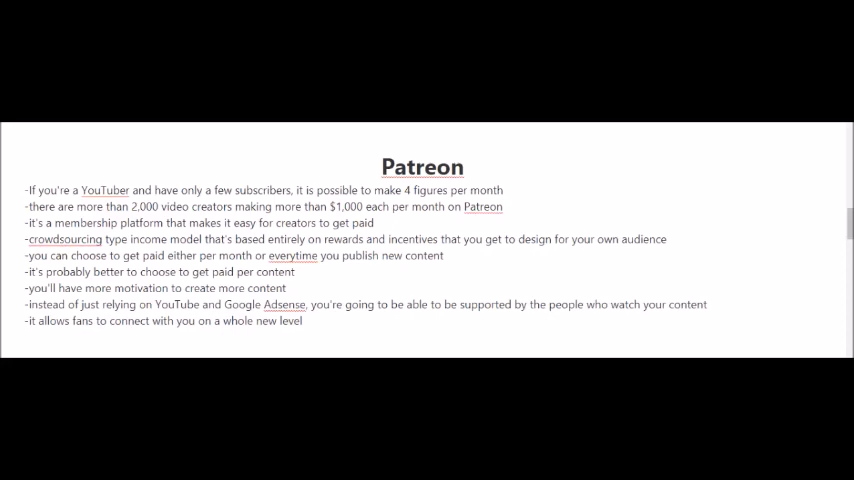 Patreon
-If you're a YouTuber and have only a few subscribers, it is possible to make 4 figures per month
-there are more than 2,000 video creators making more than $1,000 each per month on Patreon
-it's a membership platform that makes it easy for creators to get paid
-crowdsourcing type income model that's based entirely on rewards and incentives that you get to design for your own audience
-you can choose to get paid either per month or everytime you publish new content
-it's probably better to choose to get paid per content
-you'll have more motivation to create more content
-instead of just relying on YouTube and Google Adsense, you're going to be able to be supported by the people who watch your content
-it allows fans to connect with you on a whole new level